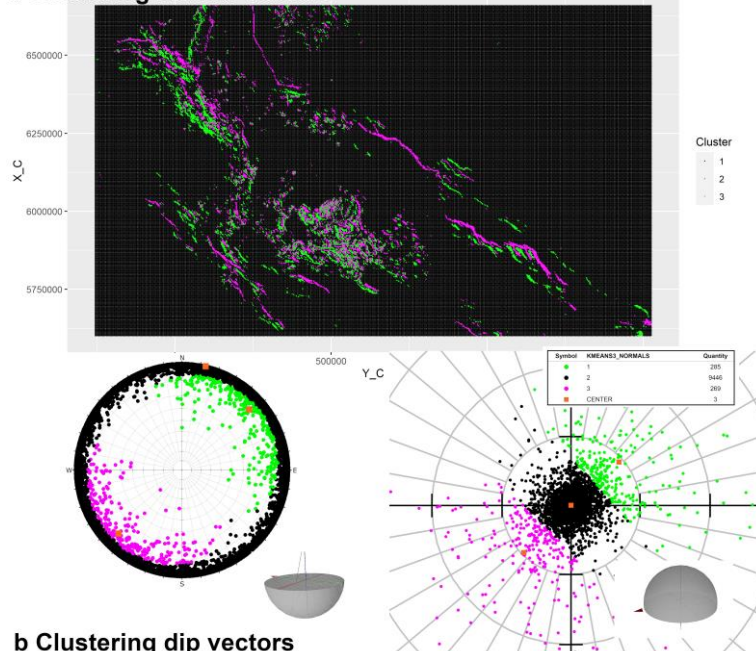 6500000
6250000
6000000
5750000
X_C
Cluster
1
2
3
500000
Y_C
N
W
E
S
Symbol KMEANS3_NORMALS Quantity
1 285
2 9446
3 269
CENTER 3
b Clustering dip vectors